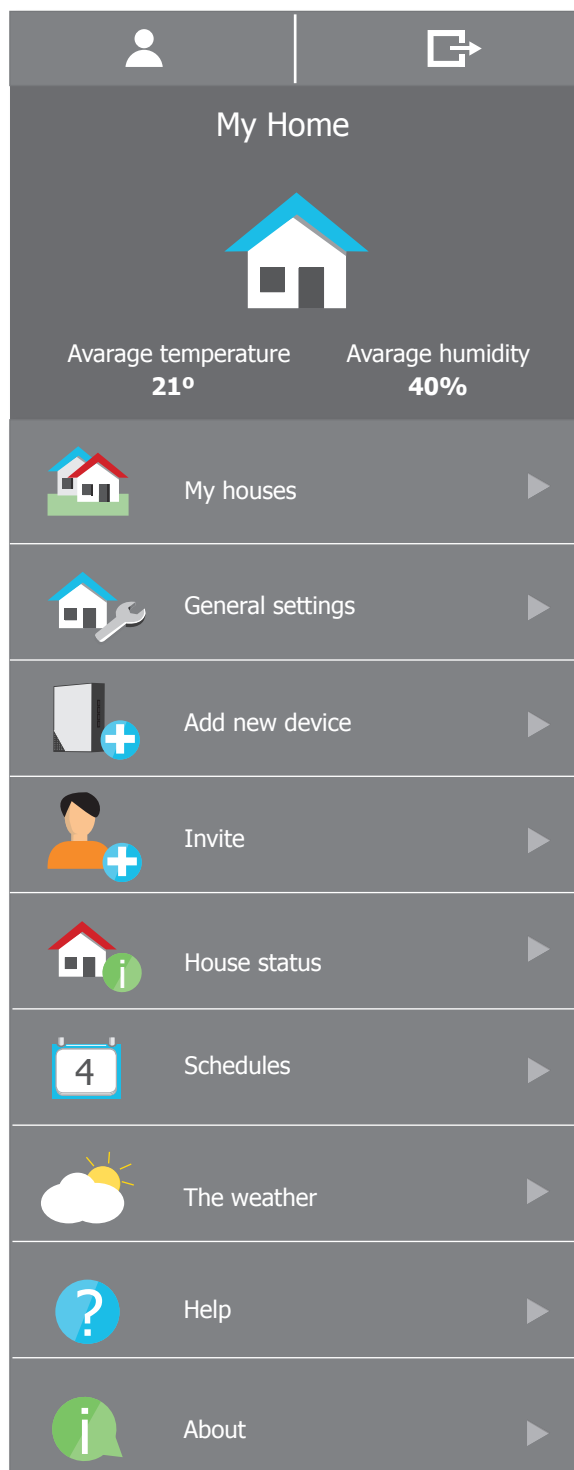 My Home
Avarage temperature Avarage humidity
21º 40%
My houses
General settings
Add new device
Invite
i
House status
4
Schedules
The weather
?
Help
i
About